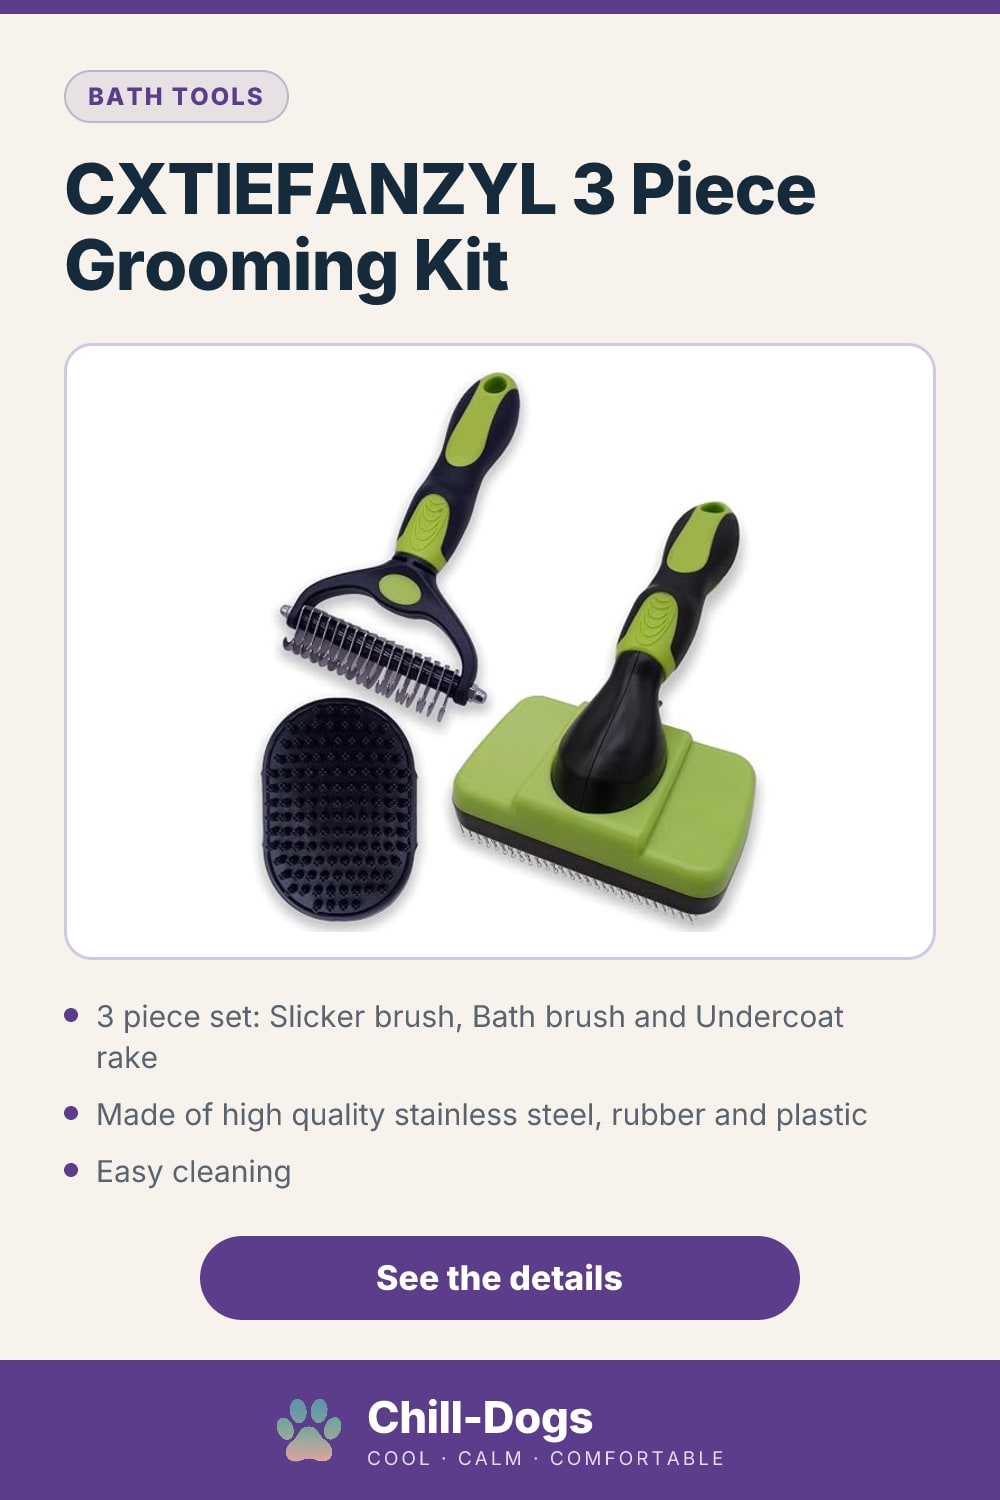 BATH TOOLS
CXTIEFANZYL 3 Piece
Grooming Kit
3 piece set: Slicker brush, Bath brush and Undercoat
rake
Made of high quality stainless steel, rubber and plastic
Easy cleaning
See the details
Chill-Dogs
COOL · CALM · COMFORTABLE